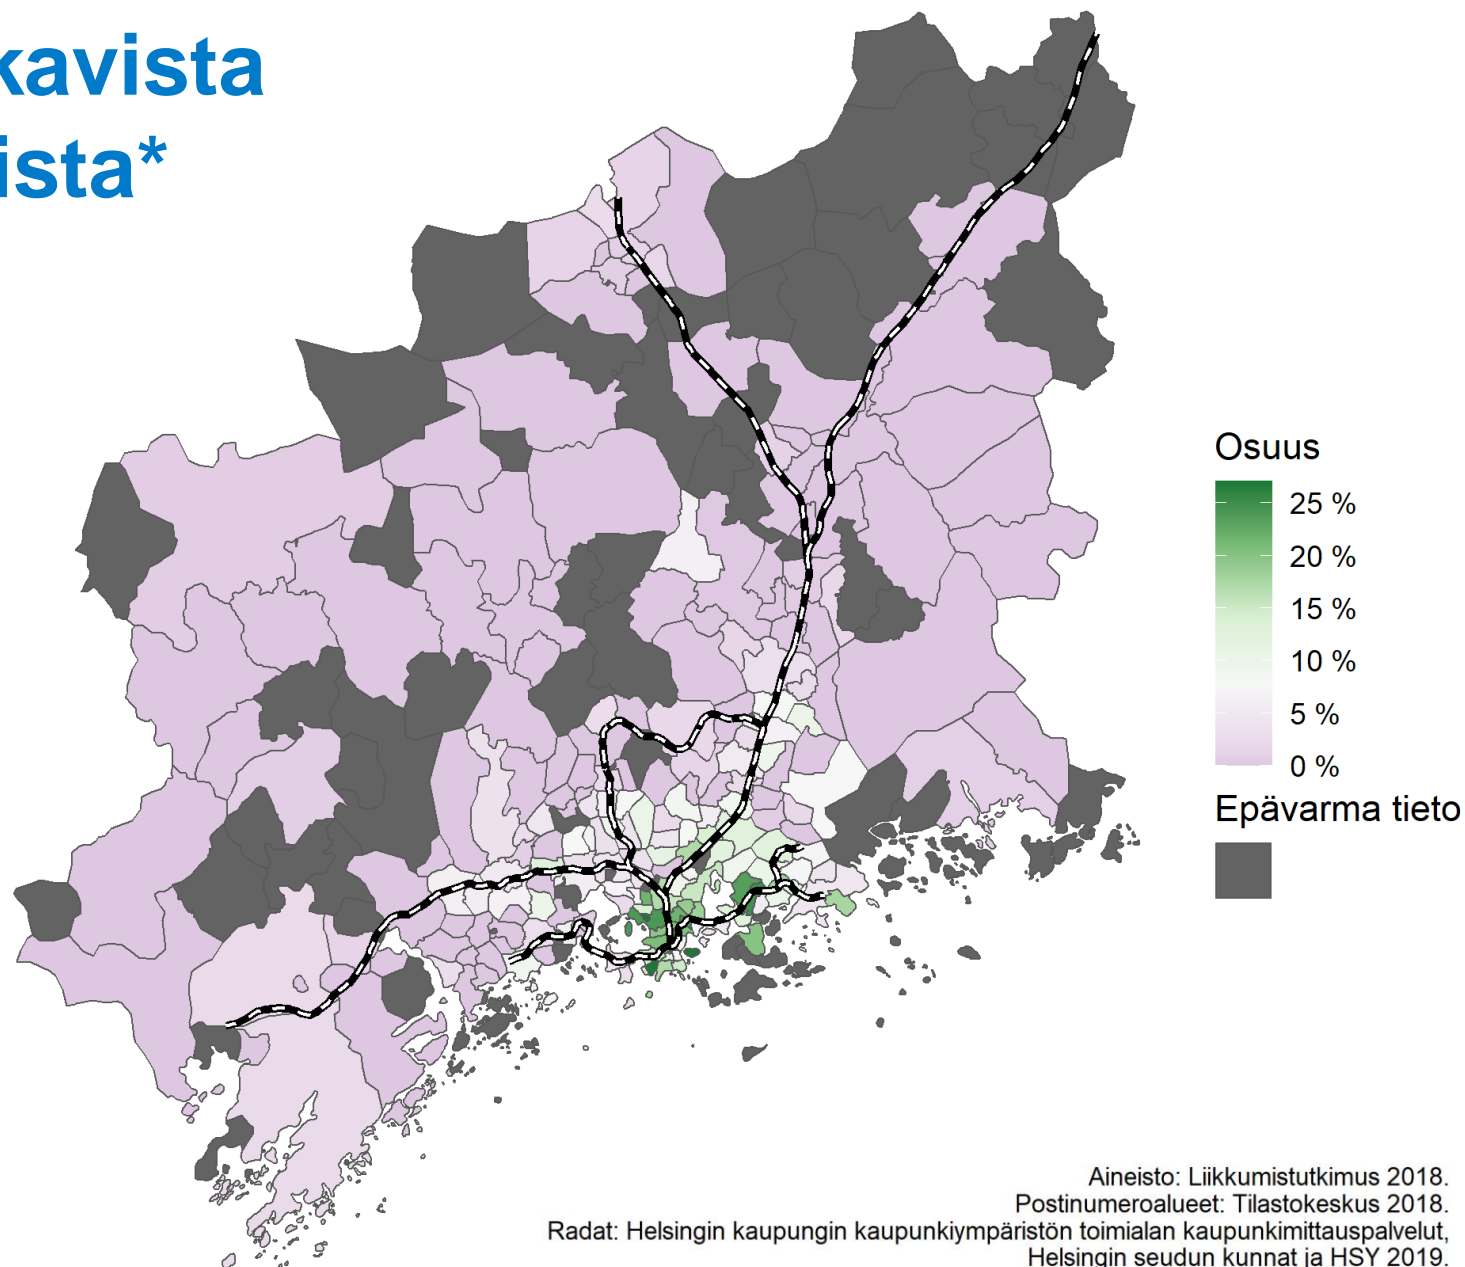 kavista
ista*
Osuus
25 %
20 %
15 %
10 %
5 %
0 %
Epävarma tieto
Aineisto: Liikkumistutkimus 2018.
Postinumeroalueet: Tilastokeskus 2018.
Radat: Helsingin kaupungin kaupunkiympäristön toimialan kaupunkimittauspalvelut,
Helsingin seudun kunnat ja HSY 2019.